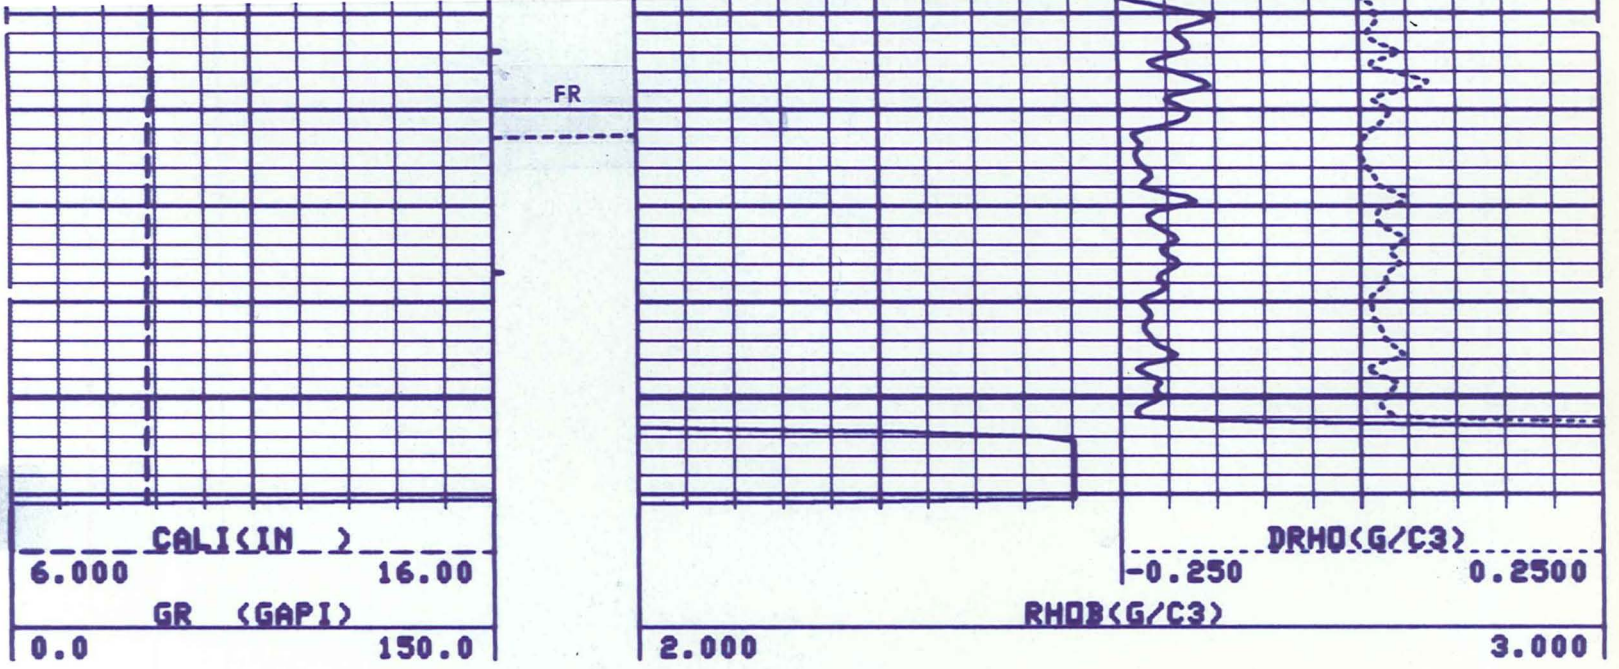 FR
CALI(IN )
DRHO(G/C3)
6.000 16.00
-0.250 0.2500
GR (GAPI)
RHOB(G/C3)
0.0 150.0
2.000 3.000